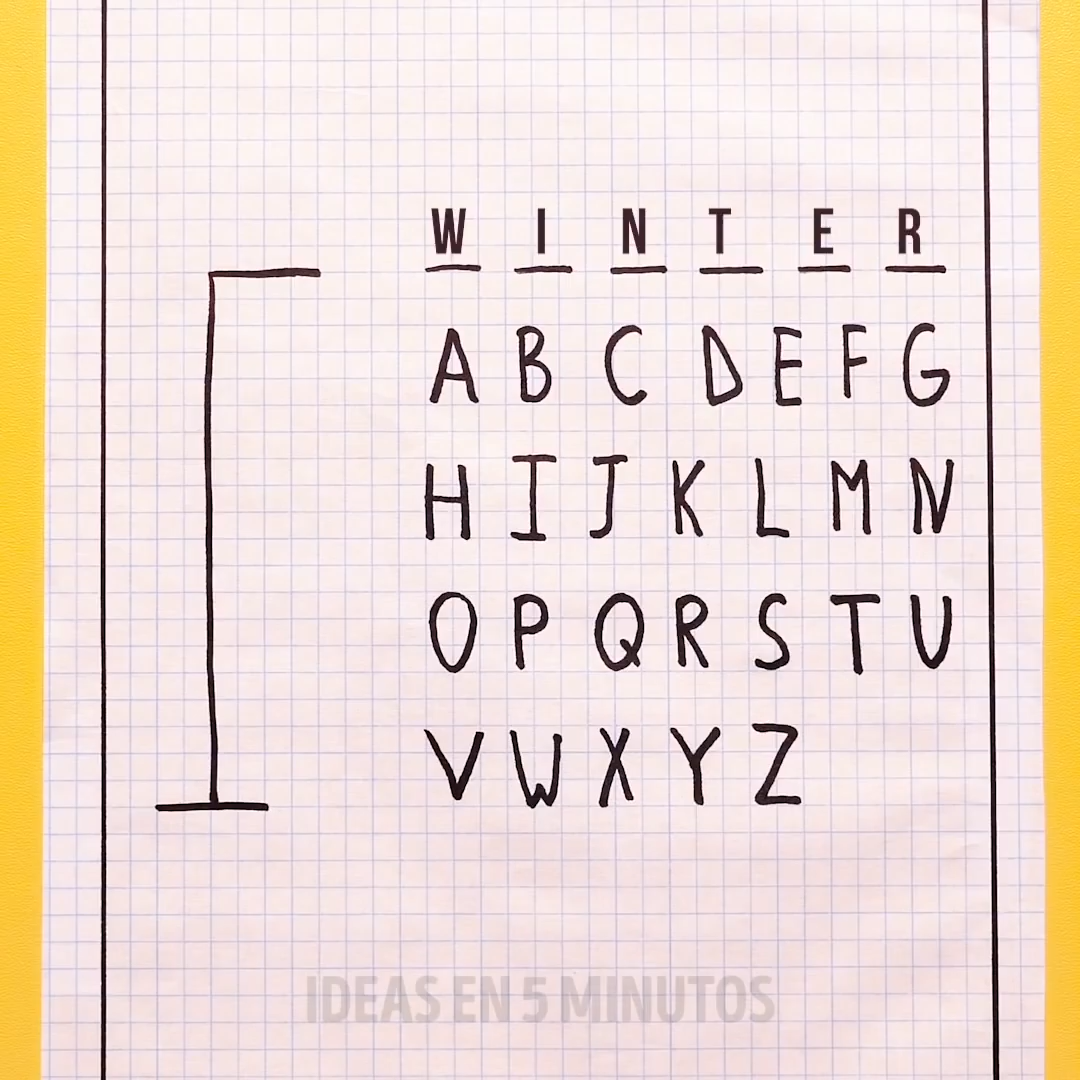 W I N T E R
A B C D E F G
H I J K L M N
O P Q R S T U
V W X Y Z
IDEAS EN 5 MINUTOS